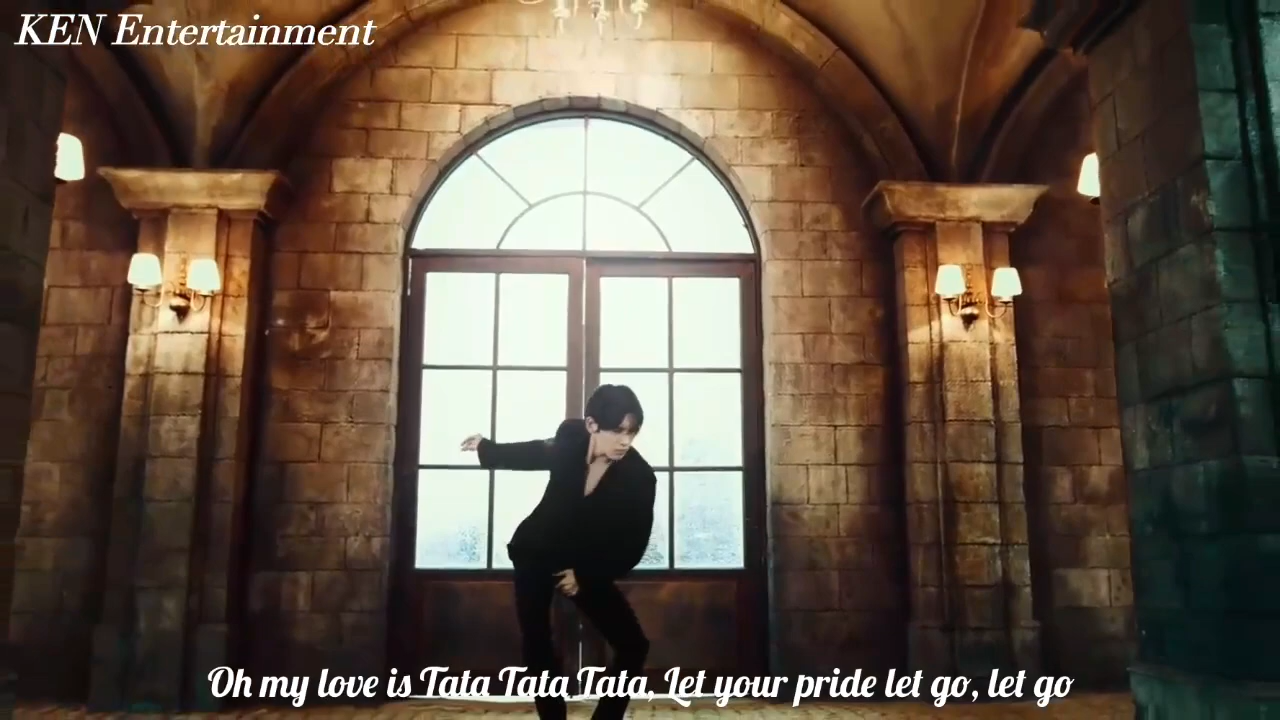 KEN Entertainment
Oh my love is Tata Tata Tata, Let your pride let go, let go